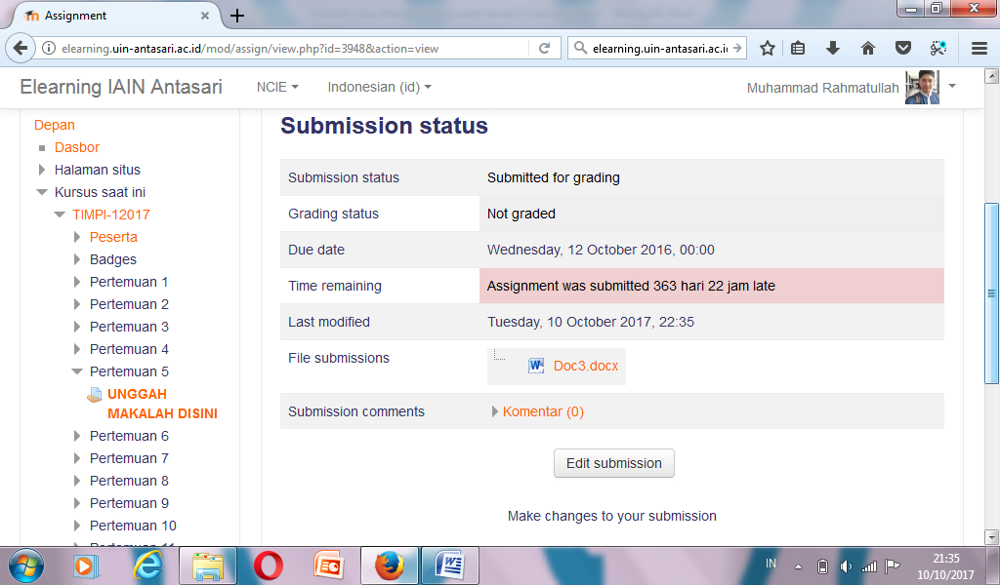 Assignment
elearning.uin-antasari.ac.id/mod/assign/view.php?id=3948&action=view
elearning.uin-antasari.ac.i
Elearning IAIN Antasari
NCIE
Indonesian (id)
Muhammad Rahmatullah
Depan
Dasbor
Halaman situs
Kursus saat ini
TIMPI-12017
Peserta
Badges
Pertemuan 1
Pertemuan 2
Pertemuan 3
Pertemuan 4
Pertemuan 5
UNGGAH
MAKALAH DISINI
Pertemuan 6
Pertemuan 7
Pertemuan 8
Pertemuan 9
Pertemuan 10
Pertemuan 11
Submission status
Submission status Submitted for grading
Grading status Not graded
Due date Wednesday, 12 October 2016, 00:00
Time remaining Assignment was submitted 363 hari 22 jam late
Last modified Tuesday, 10 October 2017, 22:35
File submissions Doc3.docx
Submission comments Komentar (0)
Edit submission
Make changes to your submission
IN
21:35
10/10/2017